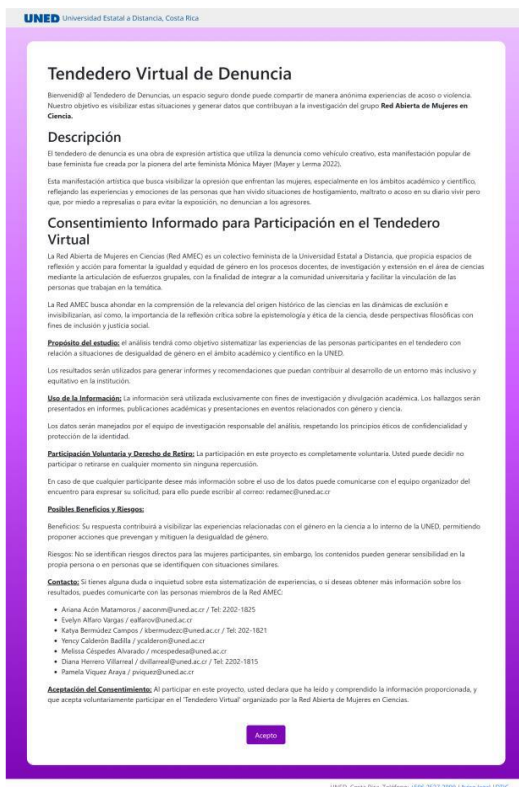 UNED Universidad Estatal a Distancia, Costa Rica
Tendedero Virtual de Denuncia
Bienvenid@ al Tendedero de Denuncias, un espacio seguro donde puede compartir de manera anónima experiencias de acoso o violencia.
Nuestro objetivo es visibilizar estas situaciones y generar datos que contribuyan a la investigación del grupo Red Abierta de Mujeres en
Ciencia.
Descripción
El tendedero de denuncia es una obra de expresión artística que utiliza la denuncia como vehículo creativo, esta manifestación popular de
base feminista fue creada por la pionera del arte feminista Mónica Mayer (Mayer y Lerma 2022).
Esta manifestación artística que busca visibilizar la opresión que enfrentan las mujeres, especialmente en los ámbitos académico y científico,
reflejando las experiencias y emociones de las personas que han vivido situaciones de hostigamiento, maltrato o acoso en su diario vivir pero
que, por miedo a represalias o para evitar la exposición, no denuncian a los agresores.
Consentimiento Informado para Participación en el Tendedero
Virtual
La Red Abierta de Mujeres en Ciencias (Red AMEC) es un colectivo feminista de la Universidad Estatal a Distancia, que propicia espacios de
reflexión y acción para fomentar la igualdad y equidad de género en los procesos docentes, de investigación y extensión en el área de ciencias
mediante la articulación de esfuerzos grupales, con la finalidad de integrar a la comunidad universitaria y facilitar la vinculación de las
personas que trabajan en la temática.
La Red AMEC busca ahondar en la comprensión de la relevancia del origen histórico de las ciencias en las dinámicas de exclusión e
invisibilizarían, así como, la importancia de la reflexión crítica sobre la epistemología y ética de la ciencia, desde perspectivas filosóficas con
fines de inclusión y justicia social.
Propósito del estudio: el análisis tendrá como objetivo sistematizar las experiencias de las personas participantes en el tendedero con
relación a situaciones de desigualdad de género en el ámbito académico y científico en la UNED.
Los resultados serán utilizados para generar informes y recomendaciones que puedan contribuir al desarrollo de un entorno más inclusivo y
equitativo en la institución.
Uso de la Información: La información será utilizada exclusivamente con fines de investigación y divulgación académica. Los hallazgos serán
presentados en informes, publicaciones académicas y presentaciones en eventos relacionados con género y ciencia.
Los datos serán manejados por el equipo de investigación responsable del análisis, respetando los principios éticos de confidencialidad y
protección de la identidad.
Participación Voluntaria y Derecho de Retiro: La participación en este proyecto es completamente voluntaria. Usted puede decidir no
participar o retirarse en cualquier momento sin ninguna repercusión.
En caso de que cualquier participante desee más información sobre el uso de los datos puede comunicarse con el equipo organizador del
encuentro para expresar su solicitud, para ello puede escribir al correo: redamec@uned.ac.cr
Posibles Beneficios y Riesgos:
Beneficios: Su respuesta contribuirá a visibilizar las experiencias relacionadas con el género en la ciencia a lo interno de la UNED, permitiendo
proponer acciones que prevengan y mitiguen la desigualdad de género.
Riesgos: No se identifican riesgos directos para las mujeres participantes, sin embargo, los contenidos pueden generar sensibilidad en la
propia persona o en personas que se identifiquen con situaciones similares.
Contacto: Si tienes alguna duda o inquietud sobre esta sistematización de experiencias, o si deseas obtener más información sobre los
resultados, puedes comunicarte con las personas miembros de la Red AMEC:
• Ariana Acón Matamoros / aaconm@uned.ac.cr / Tel: 2202-1825
• Evelyn Alfaro Vargas / ealfarov@uned.ac.cr
• Katya Bermúdez Campos / kbermudezc@uned.ac.cr / Tel: 202-1821
• Yency Calderón Badilla / ycalderon@uned.ac.cr
• Melissa Céspedes Alvarado / mcespedesa@uned.ac.cr
• Diana Herrero Villarreal / dvillarreal@uned.ac.cr / Tel: 2202-1815
• Pamela Víquez Araya / pviquez@uned.ac.cr
Aceptación del Consentimiento: Al participar en este proyecto, usted declara que ha leído y comprendido la información proporcionada, y
que acepta voluntariamente participar en el 'Tendedero Virtual' organizado por la Red Abierta de Mujeres en Ciencias.
Acepto